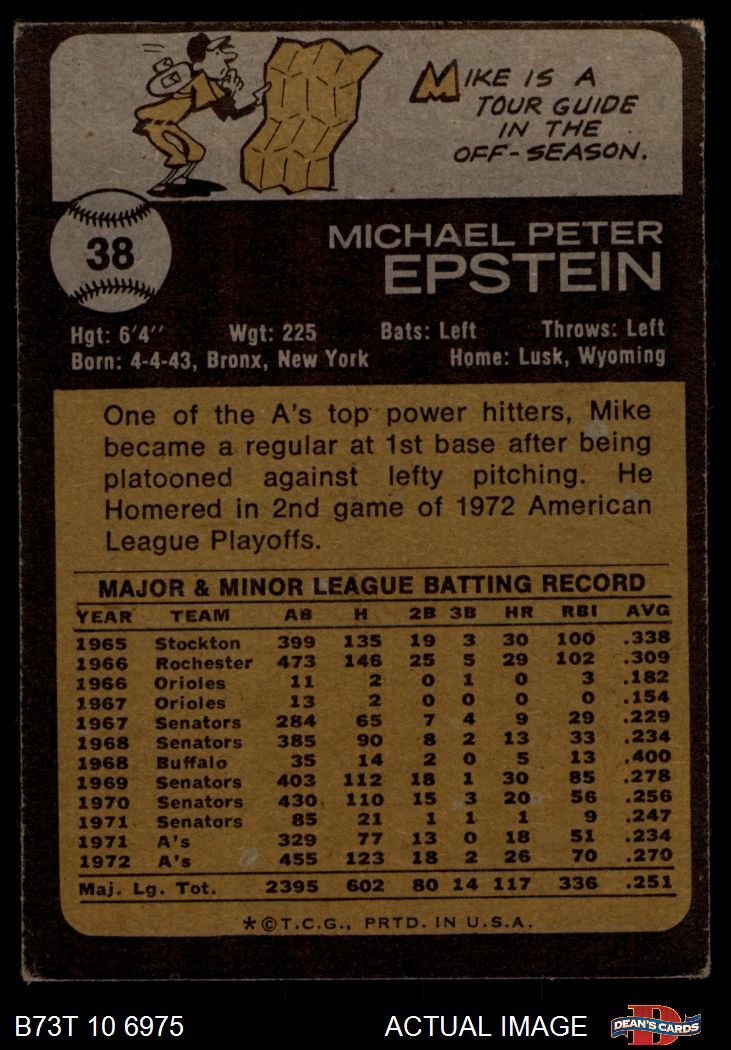 MIKE IS A
TOUR GUIDE
IN THE
OFF-SEASON.
38
MICHAEL PETER
EPSTEIN
Hgt: 6'4'' Wgt: 225 Bats: Left Throws: Left
Born: 4-4-43, Bronx, New York Home: Lusk, Wyoming
One of the A's top power hitters, Mike
became a regular at 1st base after being
platooned against lefty pitching. He
Homered in 2nd game of 1972 American
League Playoffs.
MAJOR & MINOR LEAGUE BATTING RECORD
YEAR TEAM AB H 2B 3B HR RBI AVG
1965 Stockton 399 135 19 3 30 100 .338
1966 Rochester 473 146 25 5 29 102 .309
1966 Orioles 11 2 0 1 0 3 .182
1967 Orioles 13 2 0 0 0 0 .154
1967 Senators 284 65 7 4 9 29 .229
1968 Senators 385 90 8 2 13 33 .234
1968 Buffalo 35 14 2 0 5 13 .400
1969 Senators 403 112 18 1 30 85 .278
1970 Senators 430 110 15 3 20 56 .256
1971 Senators 85 21 1 1 1 9 .247
1971 A's 329 77 13 0 18 51 .234
1972 A's 455 123 18 2 26 70 .270
Maj. Lg. Tot. 2395 602 80 14 117 336 .251
*©T.C.G., PRTD. IN U.S.A.
B73T 10 6975 ACTUAL IMAGE DEAN'S CARDS